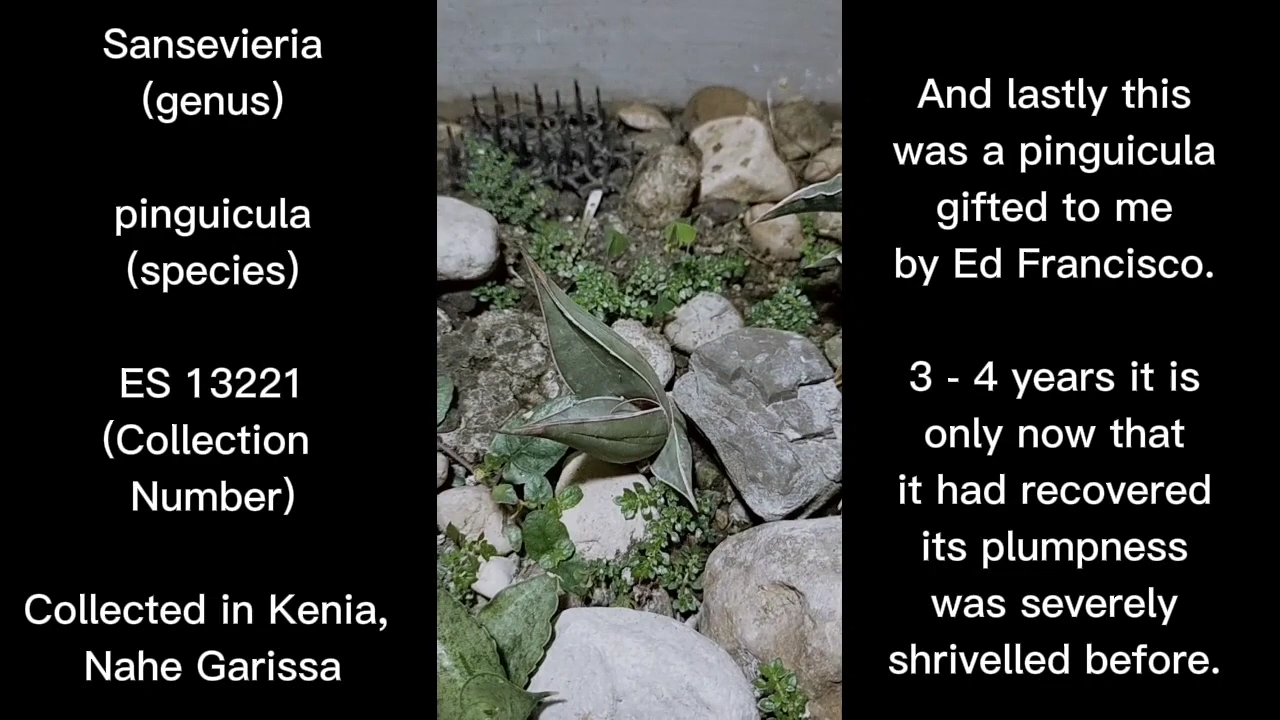 Sansevieria
(genus)
pinguicula
(species)
ES 13221
(Collection
Number)
Collected in Kenia,
Nahe Garissa
And lastly this
was a pinguicula
gifted to me
by Ed Francisco.
3 - 4 years it is
only now that
it had recovered
its plumpness
was severely
shrivelled before.